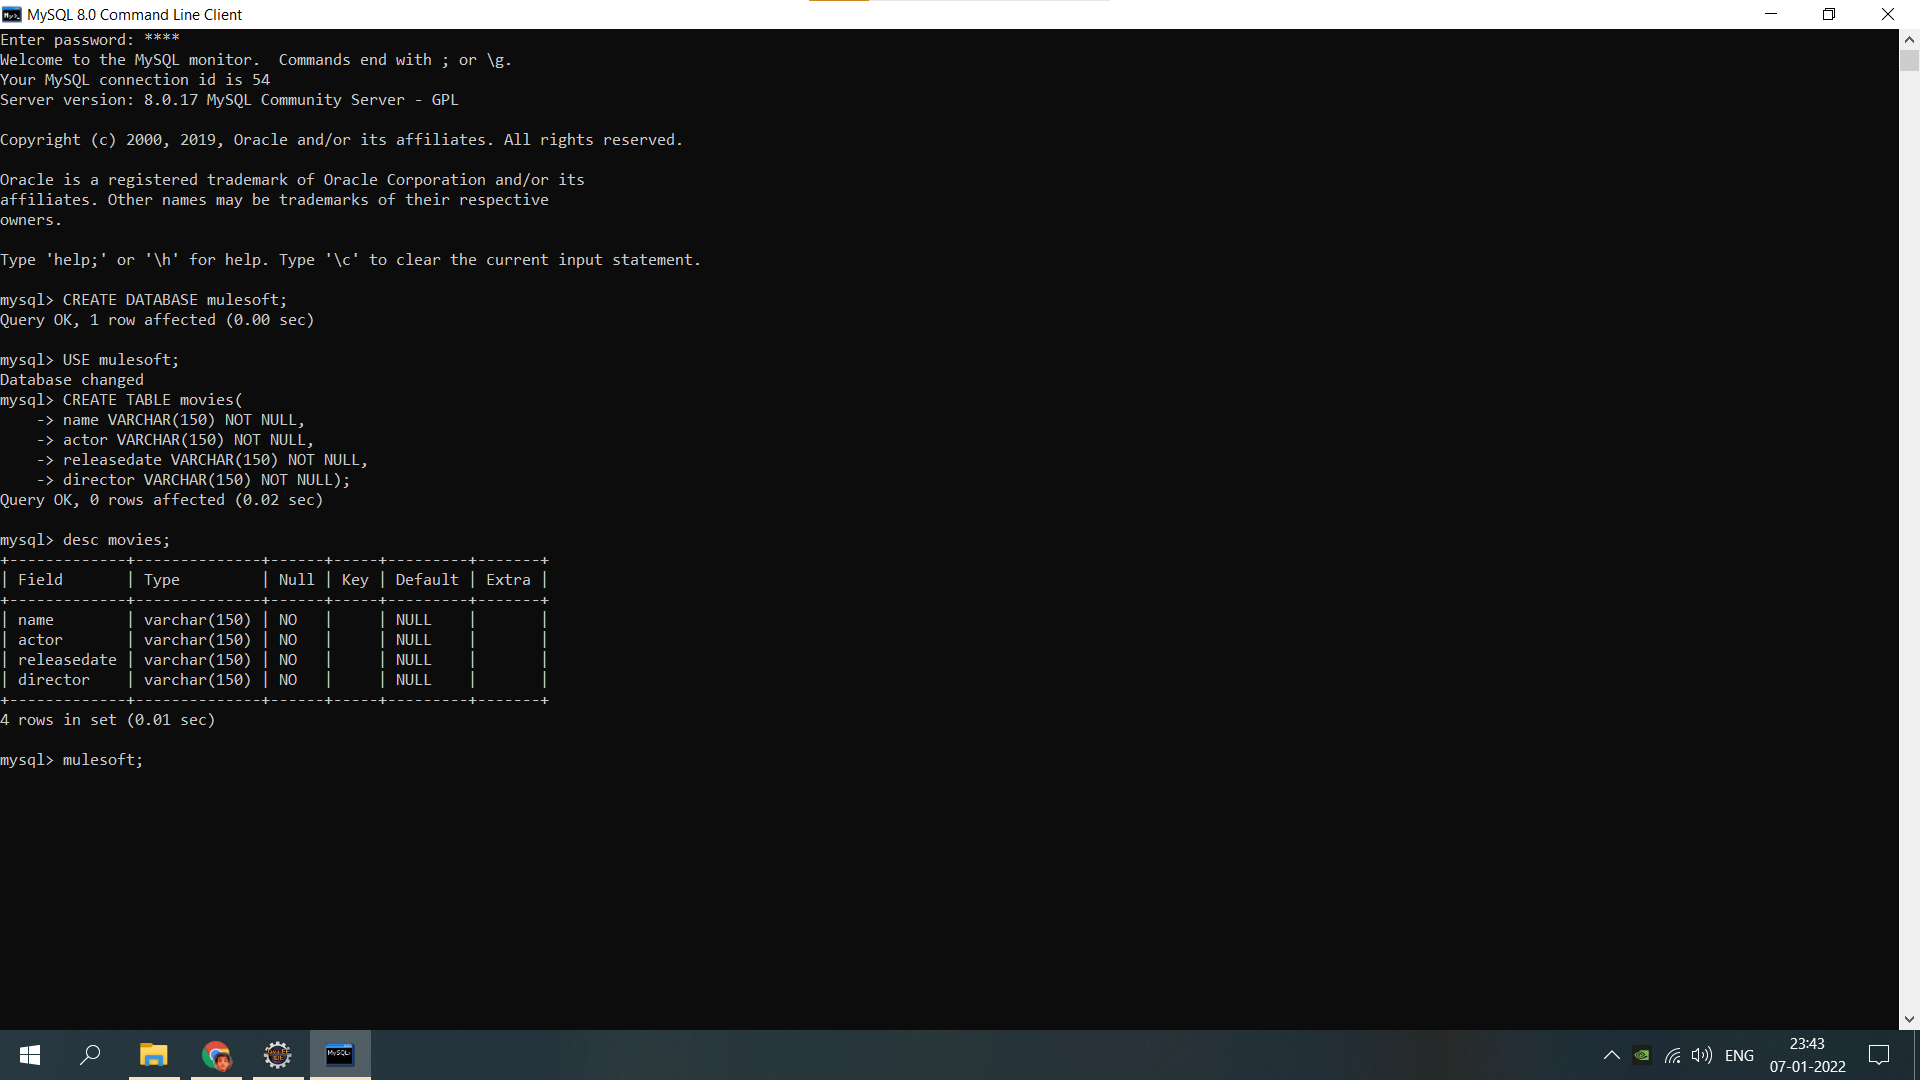 MySQL 8.0 Command Line Client
Enter password: ****
Welcome to the MySQL monitor.  Commands end with ; or \g.
Your MySQL connection id is 54
Server version: 8.0.17 MySQL Community Server - GPL
Copyright (c) 2000, 2019, Oracle and/or its affiliates. All rights reserved.
Oracle is a registered trademark of Oracle Corporation and/or its
affiliates. Other names may be trademarks of their respective
owners.
Type 'help;' or '\h' for help. Type '\c' to clear the current input statement.
mysql> CREATE DATABASE mulesoft;
Query OK, 1 row affected (0.00 sec)
mysql> USE mulesoft;
Database changed
mysql> CREATE TABLE movies(
    -> name VARCHAR(150) NOT NULL,
    -> actor VARCHAR(150) NOT NULL,
    -> releasedate VARCHAR(150) NOT NULL,
    -> director VARCHAR(150) NOT NULL);
Query OK, 0 rows affected (0.02 sec)
mysql> desc movies;
+-------------+--------------+------+-----+---------+-------+
| Field       | Type         | Null | Key | Default | Extra |
+-------------+--------------+------+-----+---------+-------+
| name        | varchar(150) | NO   |     | NULL    |       |
| actor       | varchar(150) | NO   |     | NULL    |       |
| releasedate | varchar(150) | NO   |     | NULL    |       |
| director    | varchar(150) | NO   |     | NULL    |       |
+-------------+--------------+------+-----+---------+-------+
4 rows in set (0.01 sec)
mysql> mulesoft;
ENG
23:43
07-01-2022